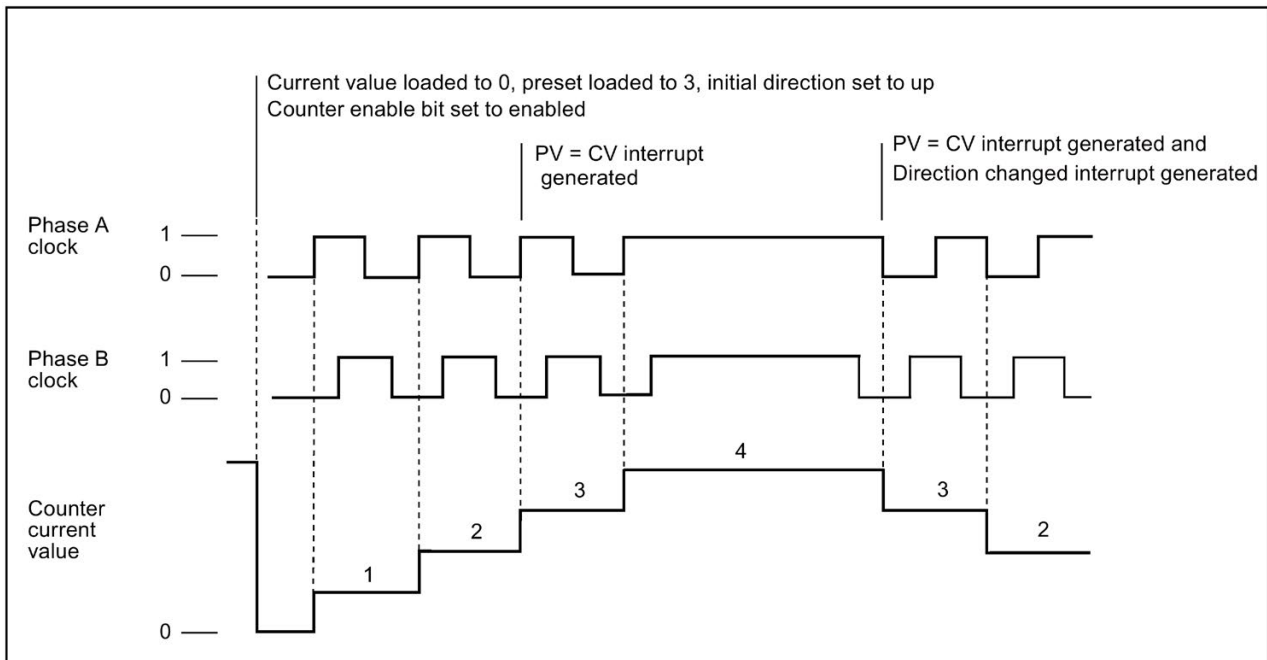 Current value loaded to 0, preset loaded to 3, initial direction set to up
Counter enable bit set to enabled
PV = CV interrupt
generated
PV = CV interrupt generated and
Direction changed interrupt generated
Phase A
clock
1
0
Phase B
clock
1
0
Counter
current
value
0
1
2
3
4
3
2